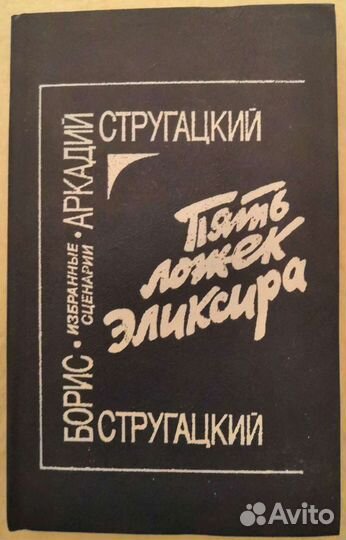 АРКАДИЙ СТРУГАЦКИЙ
• ИЗБРАННЫЕ
СЦЕНАРИИ •
БОРИС СТРУГАЦКИЙ
Пять
ложек
эликсира
Avito